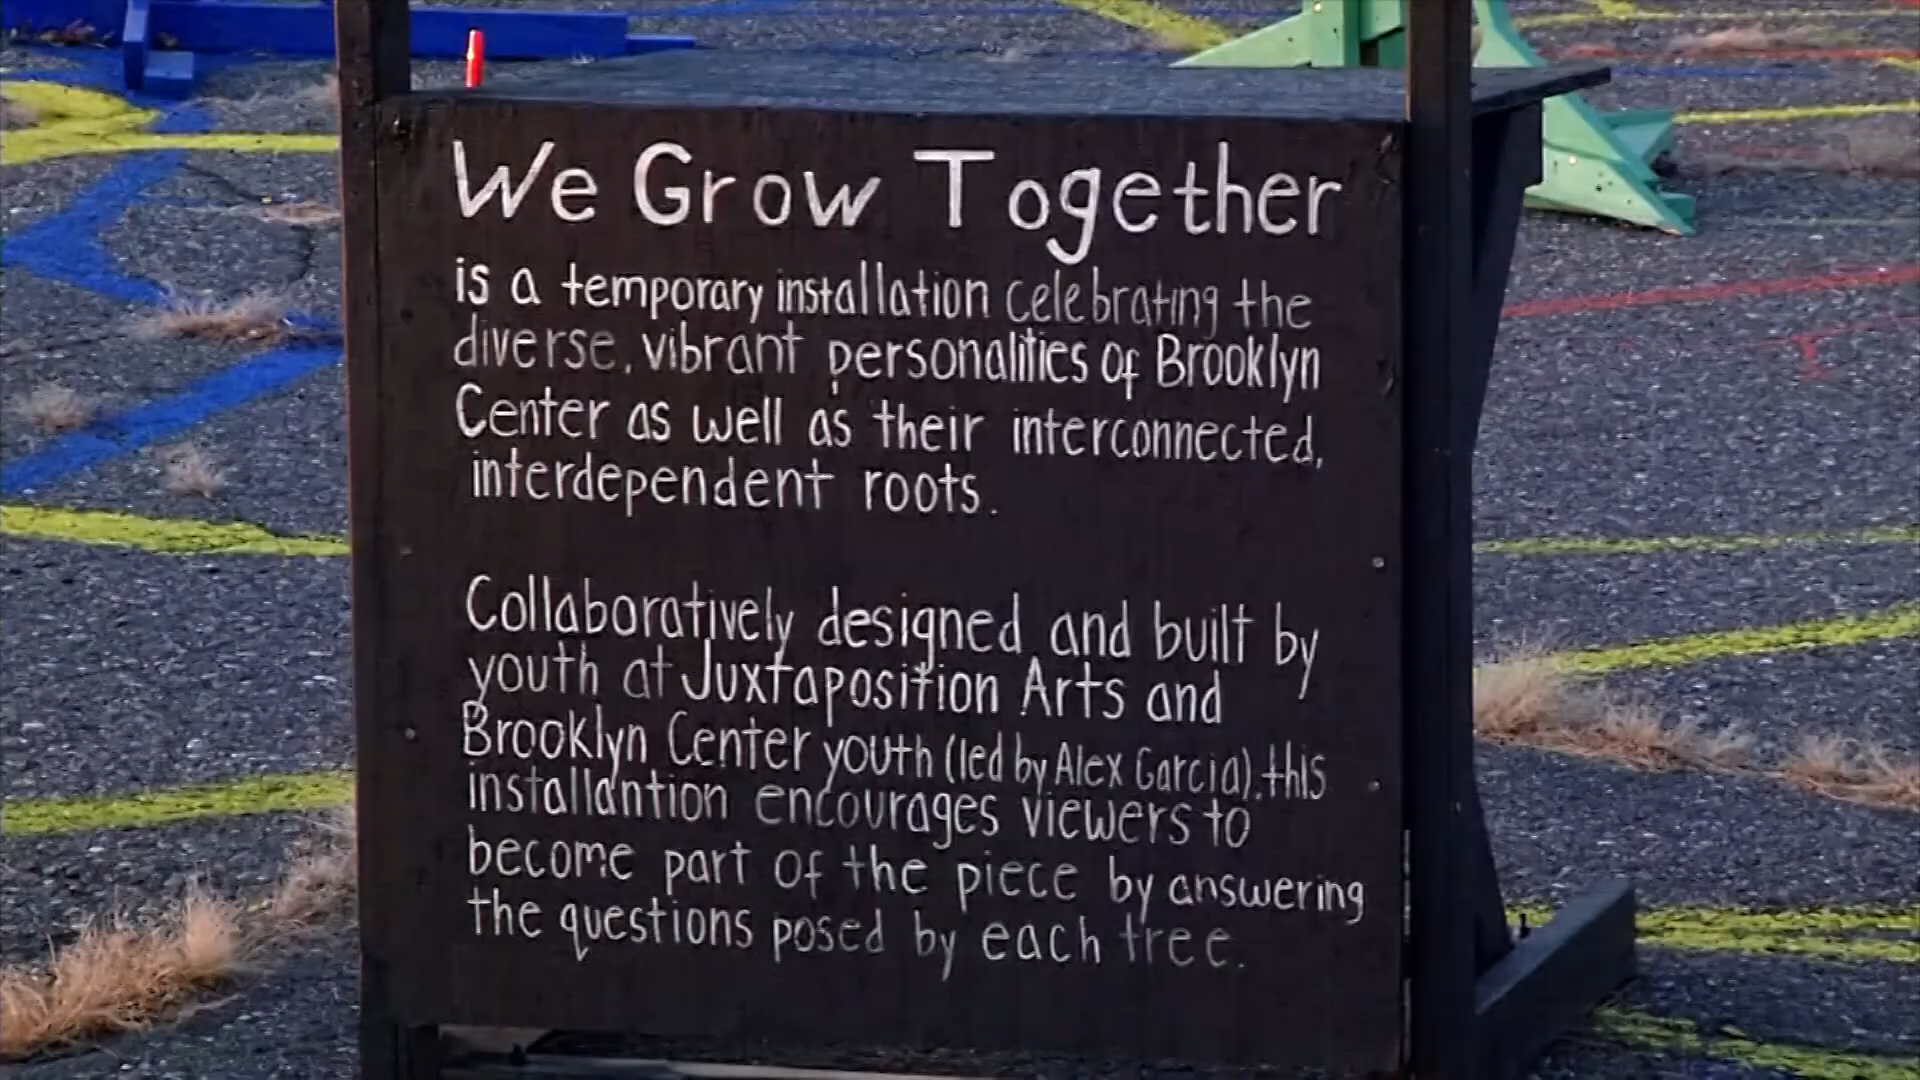 We Grow Together
is a temporary installation celebrating the
diverse, vibrant personalities of Brooklyn
Center as well as their interconnected,
interdependent roots.
Collaboratively designed and built by
youth at Juxtaposition Arts and
Brooklyn Center youth (led by Alex Garcia), this
installantion encourages viewers to
become part of the piece by answering
the questions posed by each tree.